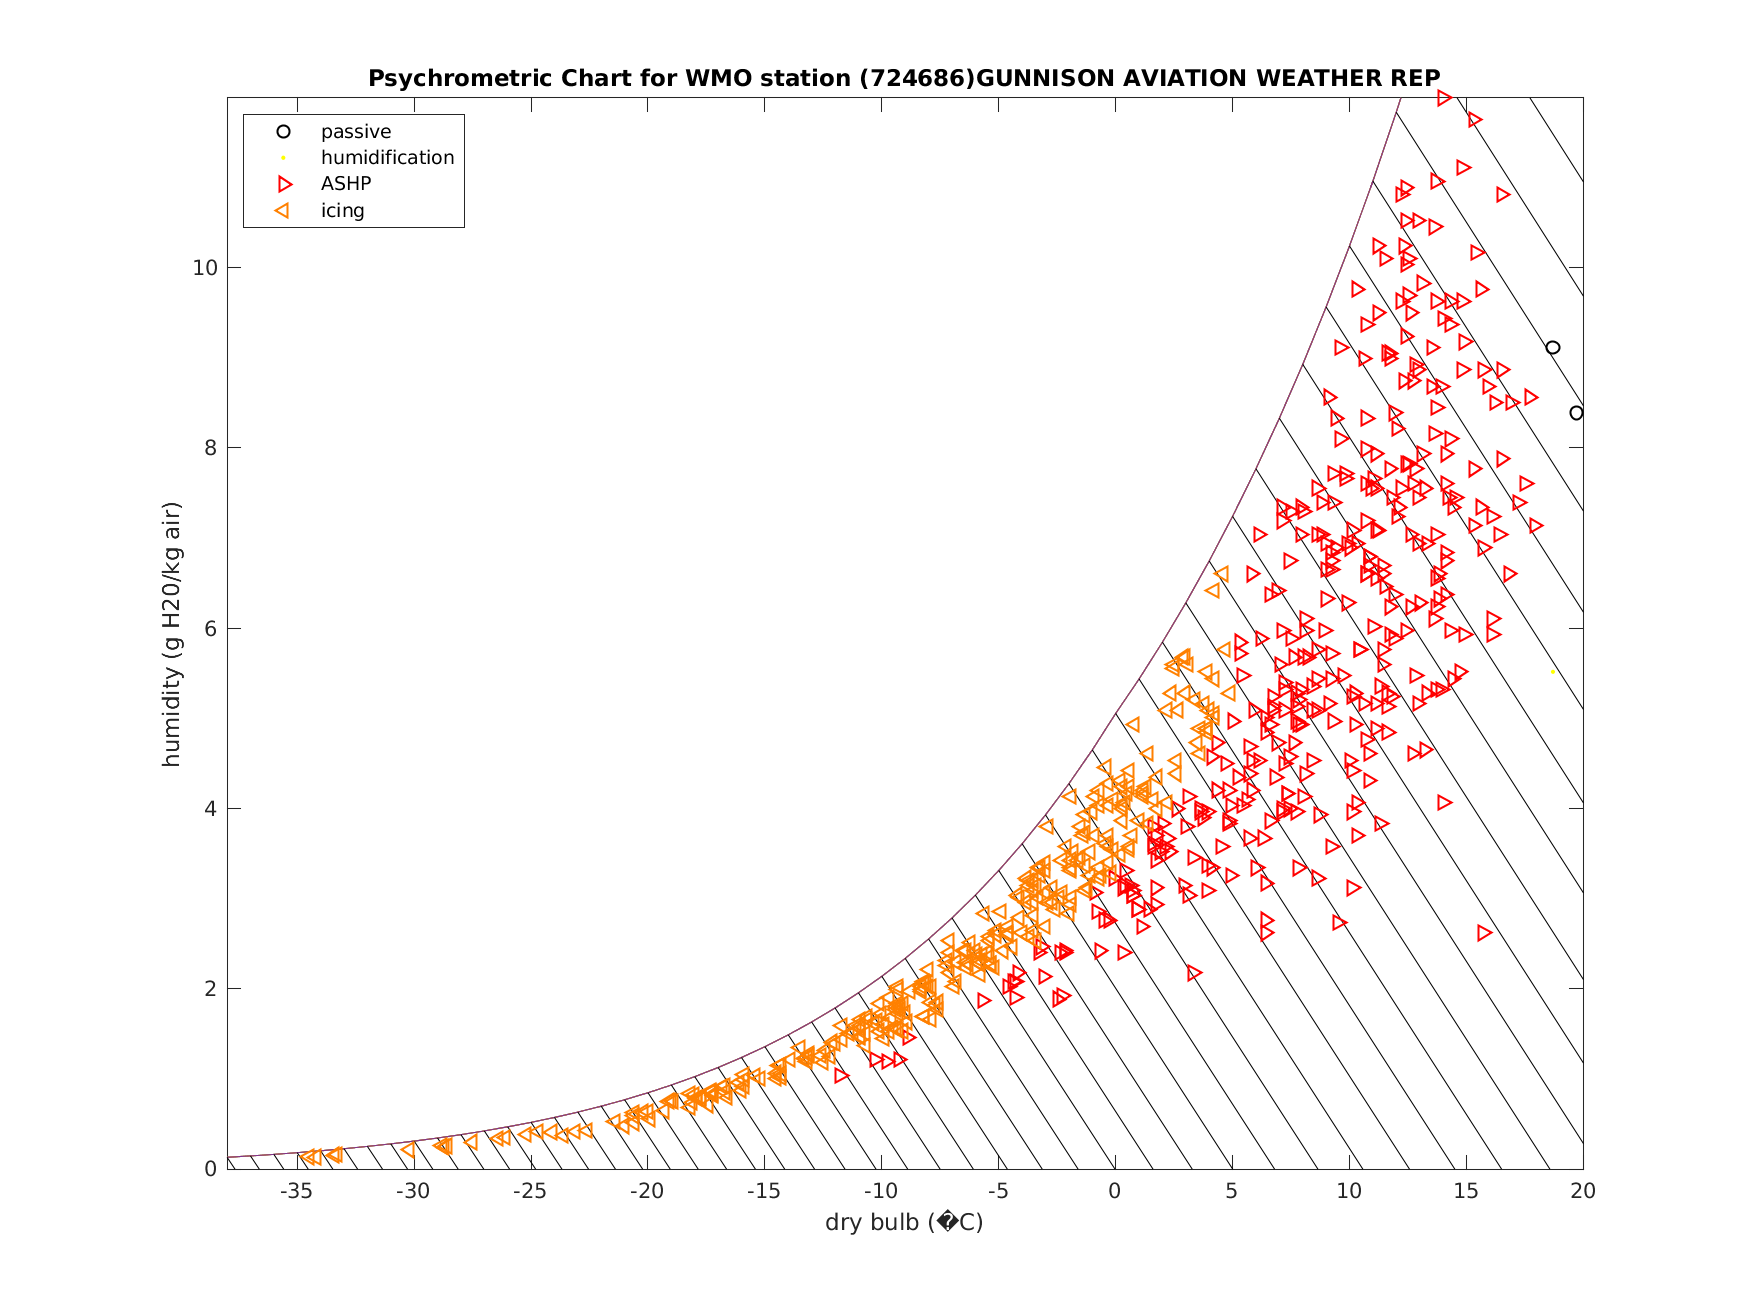 Psychrometric Chart for WMO station (724686)GUNNISON AVIATION WEATHER REP
passive
humidification
ASHP
icing
humidity (g H20/kg air)
10
8
6
4
2
0
-35 -30 -25 -20 -15 -10 -5 0 5 10 15 20
dry bulb (�C)